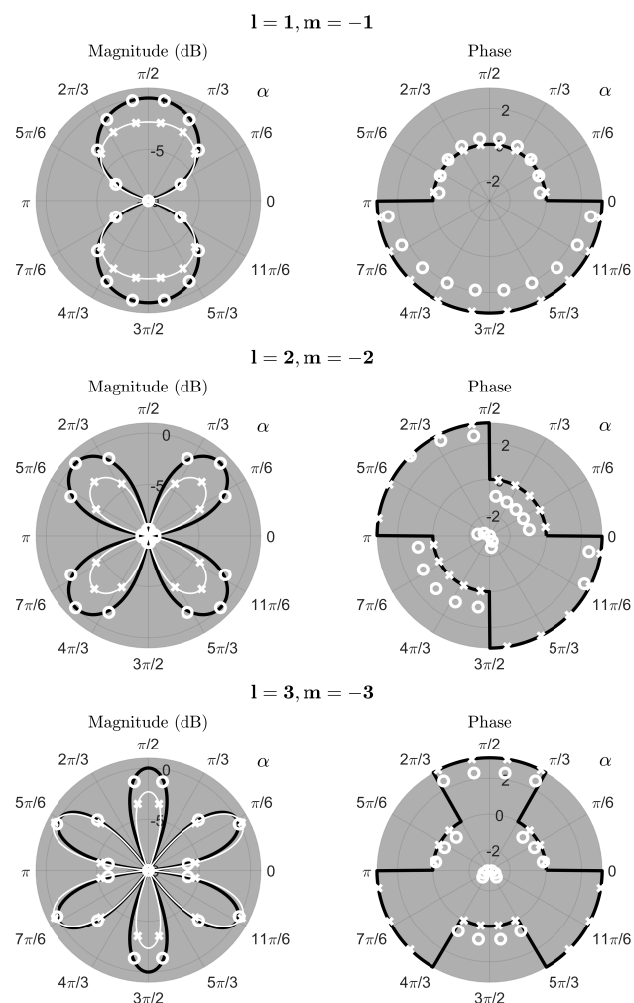 l = 1, m = −1
Magnitude (dB)
Phase
π/2
2π/3
π/3
α
5π/6
π/6
-5
π
0
7π/6
11π/6
4π/3
5π/3
3π/2
π/2
2π/3
π/3
α
2
5π/6
π/6
-2
π
0
7π/6
11π/6
4π/3
5π/3
3π/2
l = 2, m = −2
Magnitude (dB)
Phase
π/2
2π/3
π/3
α
0
5π/6
π/6
-5
π
0
7π/6
11π/6
4π/3
5π/3
3π/2
π/2
2π/3
π/3
α
2
5π/6
π/6
-2
π
0
7π/6
11π/6
4π/3
5π/3
3π/2
l = 3, m = −3
Magnitude (dB)
Phase
π/2
2π/3
π/3
α
0
5π/6
π/6
-5
π
0
7π/6
11π/6
4π/3
5π/3
3π/2
π/2
2π/3
π/3
α
2
5π/6
π/6
0
-2
π
0
7π/6
11π/6
4π/3
5π/3
3π/2